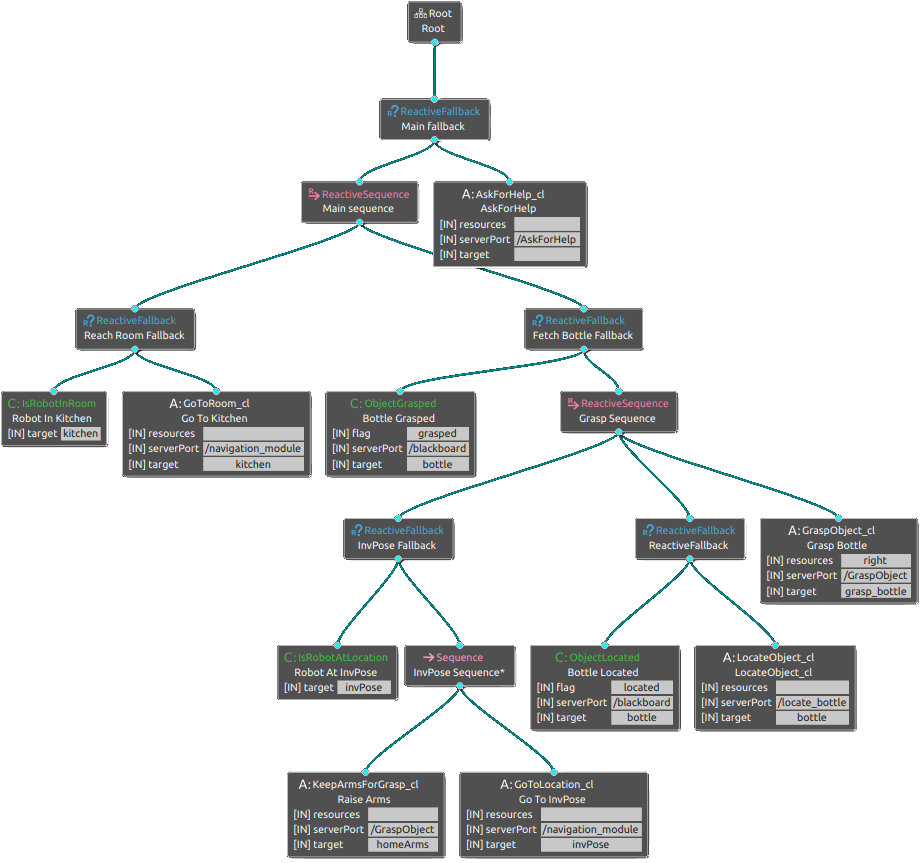 Root
Root
R? ReactiveFallback
Main fallback
R ReactiveSequence
Main sequence
A: AskForHelp_cl
AskForHelp
[IN] resources
[IN] serverPort /AskForHelp
[IN] target
R? ReactiveFallback
Reach Room Fallback
R? ReactiveFallback
Fetch Bottle Fallback
C: IsRobotInRoom
Robot In Kitchen
[IN] target kitchen
A: GoToRoom_cl
Go To Kitchen
[IN] resources
[IN] serverPort /navigation_module
[IN] target kitchen
C: ObjectGrasped
Bottle Grasped
[IN] flag grasped
[IN] serverPort /blackboard
[IN] target bottle
R ReactiveSequence
Grasp Sequence
R? ReactiveFallback
InvPose Fallback
R? ReactiveFallback
ReactiveFallback
A: GraspObject_cl
Grasp Bottle
[IN] resources right
[IN] serverPort /GraspObject
[IN] target grasp_bottle
C: IsRobotAtLocation
Robot At InvPose
[IN] target invPose
→ Sequence
InvPose Sequence*
C: ObjectLocated
Bottle Located
[IN] flag located
[IN] serverPort /blackboard
[IN] target bottle
A: LocateObject_cl
LocateObject_cl
[IN] resources
[IN] serverPort /locate_bottle
[IN] target bottle
A: KeepArmsForGrasp_cl
Raise Arms
[IN] resources
[IN] serverPort /GraspObject
[IN] target homeArms
A: GoToLocation_cl
Go To InvPose
[IN] resources
[IN] serverPort /navigation_module
[IN] target invPose